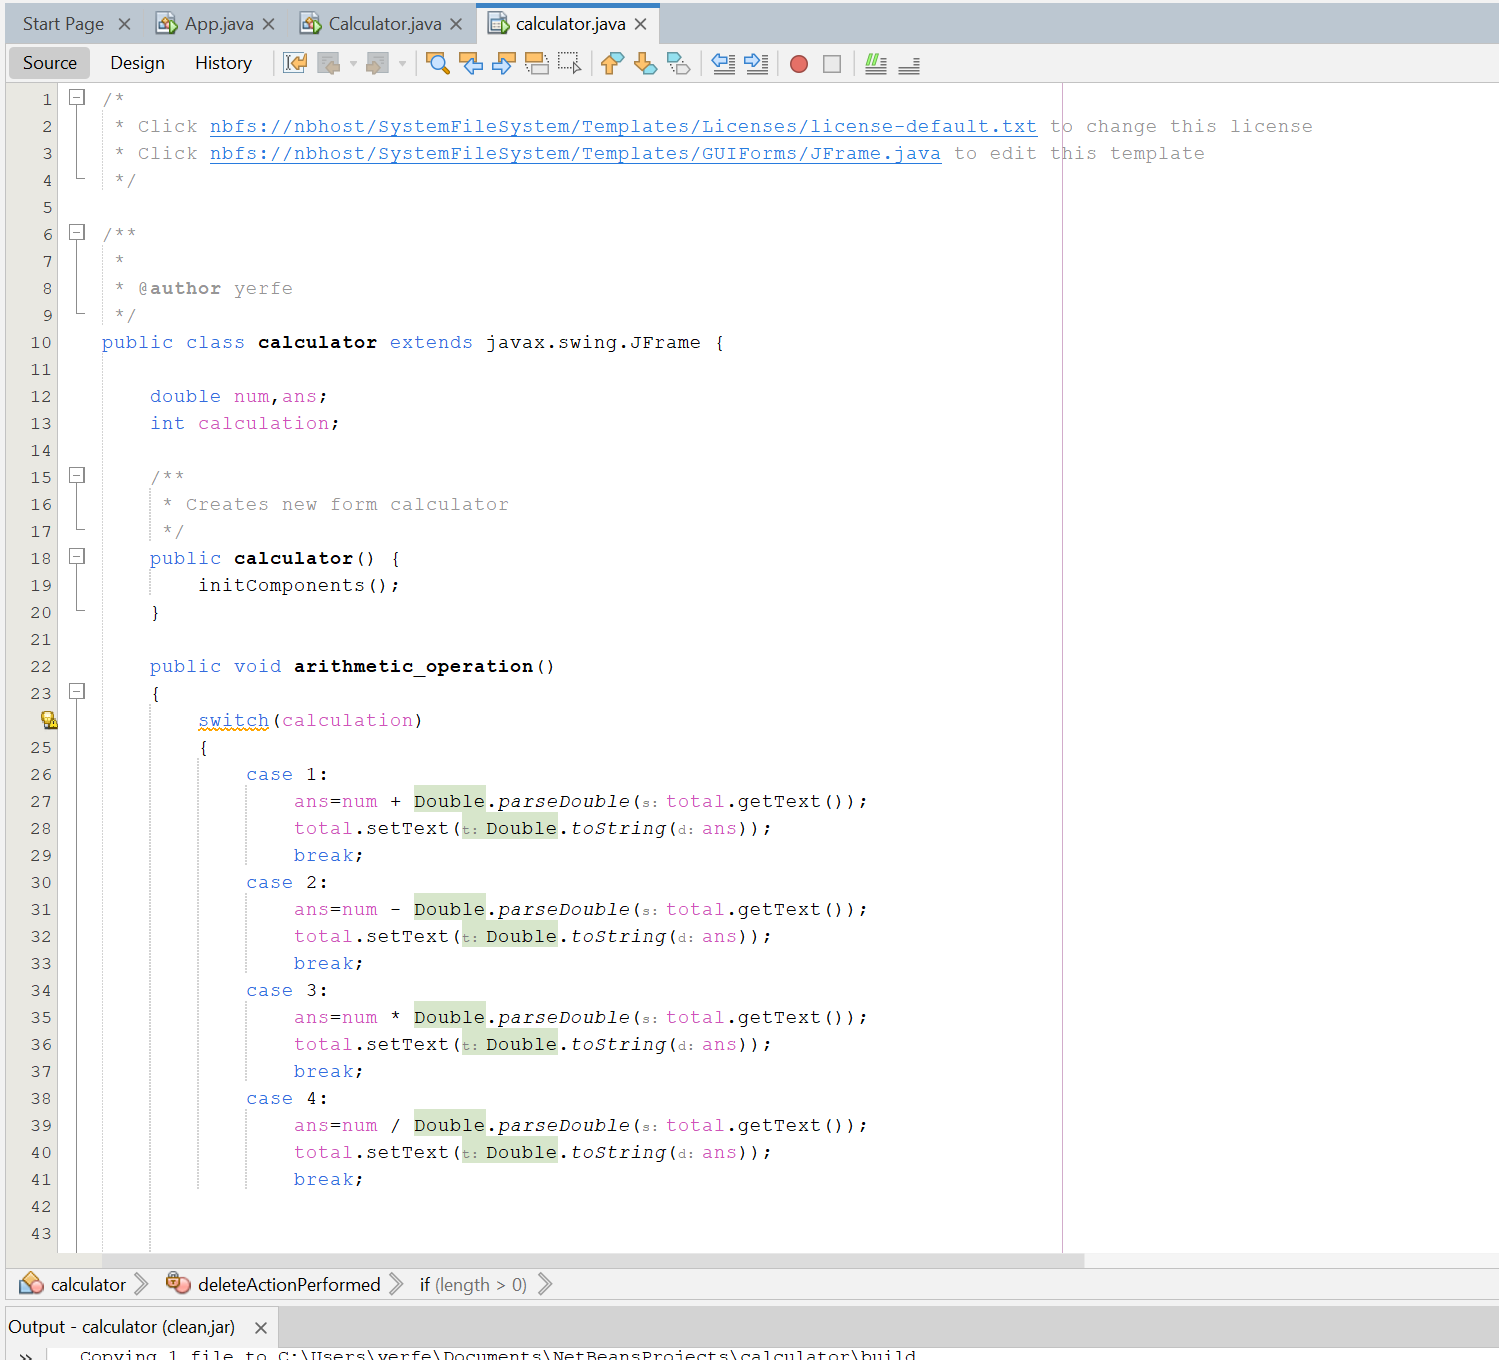 Start Page App.java Calculator.java calculator.java
Source Design History
1 /*
2  * Click nbfs://nbhost/SystemFileSystem/Templates/Licenses/license-default.txt to change this license
3  * Click nbfs://nbhost/SystemFileSystem/Templates/GUIForms/JFrame.java to edit this template
4  */
5
6 /**
7  *
8  * @author yerfe
9  */
10 public class calculator extends javax.swing.JFrame {
11
12     double num,ans;
13     int calculation;
14
15     /**
16      * Creates new form calculator
17      */
18     public calculator() {
19         initComponents();
20     }
21
22     public void arithmetic_operation()
23     {
        switch(calculation)
25         {
26             case 1:
27                 ans=num + Double.parseDouble(s: total.getText());
28                 total.setText(t: Double.toString(d: ans));
29                 break;
30             case 2:
31                 ans=num - Double.parseDouble(s: total.getText());
32                 total.setText(t: Double.toString(d: ans));
33                 break;
34             case 3:
35                 ans=num * Double.parseDouble(s: total.getText());
36                 total.setText(t: Double.toString(d: ans));
37                 break;
38             case 4:
39                 ans=num / Double.parseDouble(s: total.getText());
40                 total.setText(t: Double.toString(d: ans));
41                 break;
42
43
calculator deleteActionPerformed if (length > 0)
Output - calculator (clean,jar)
Copying 1 file to C:\Users\yerfe\Documents\NetBeansProjects\calculator\build